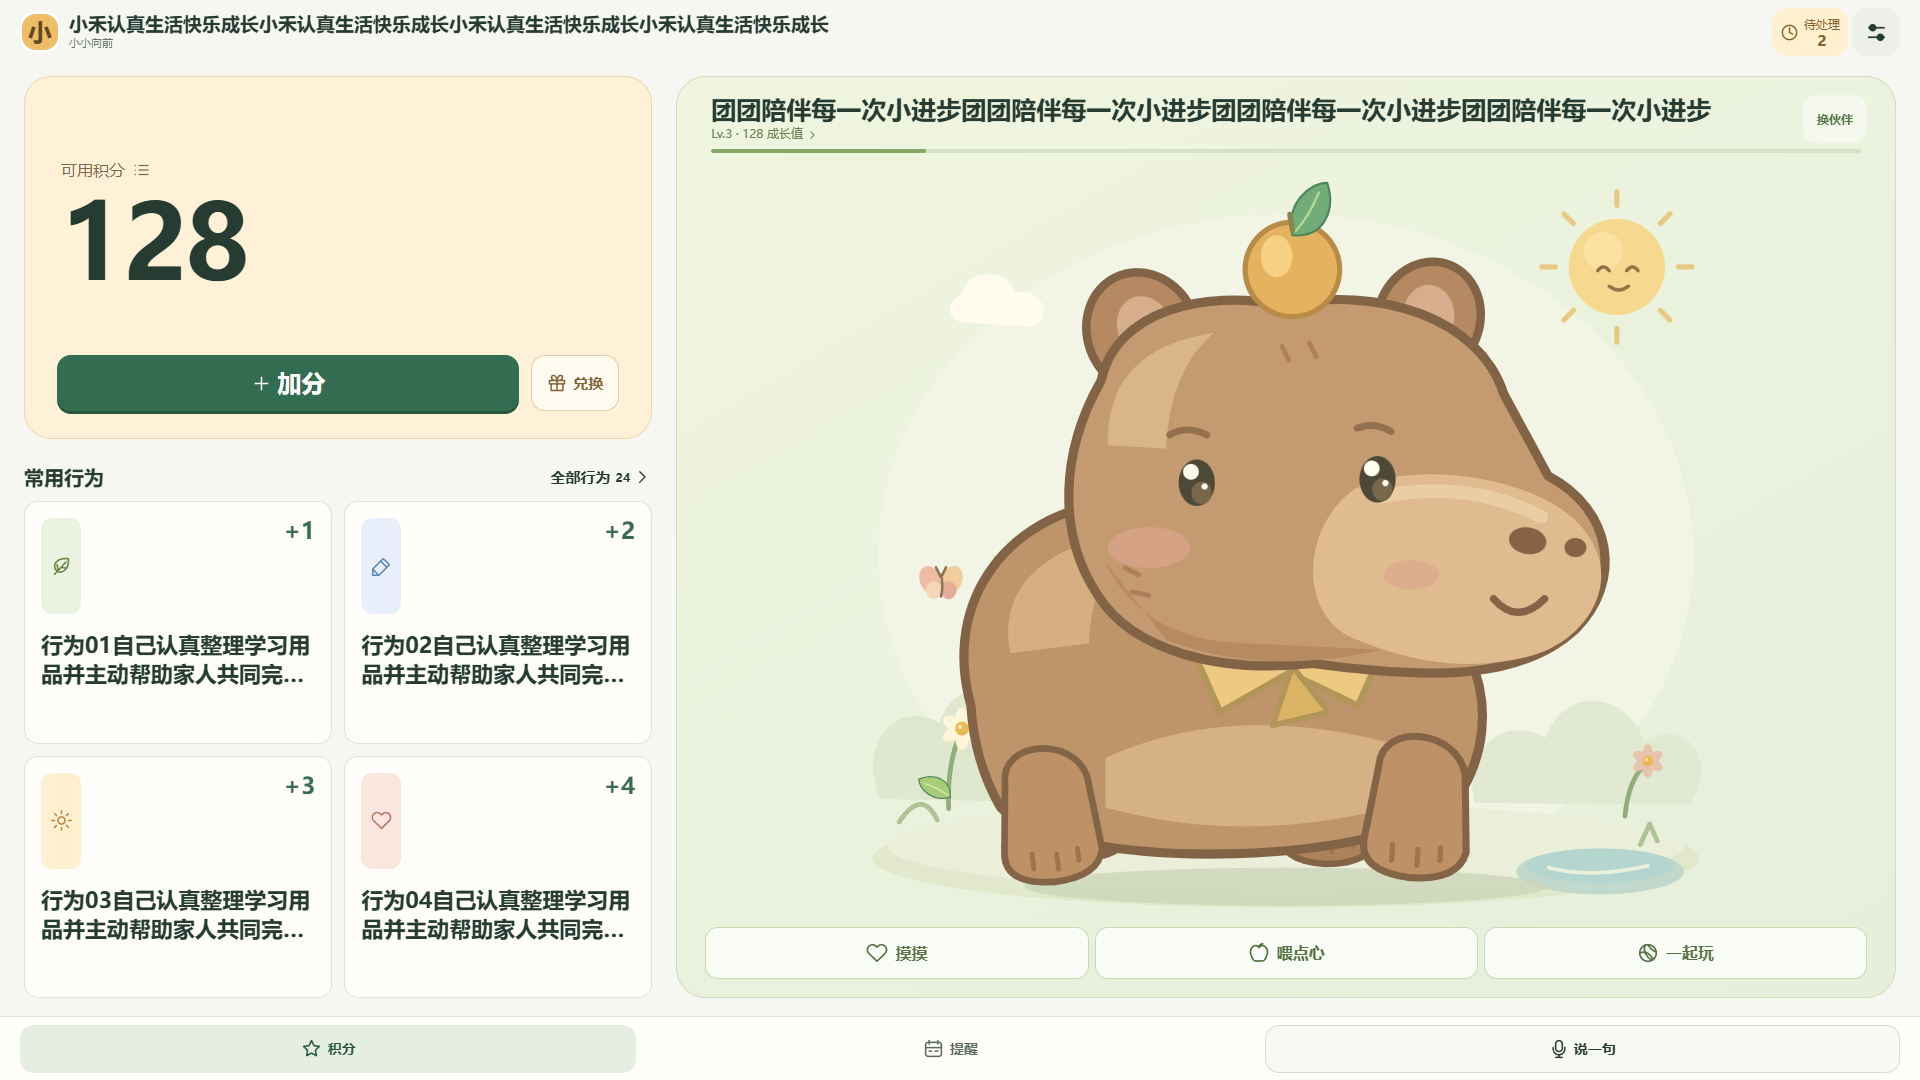 小
小禾认真生活快乐成长小禾认真生活快乐成长小禾认真生活快乐成长小禾认真生活快乐成长
小小向前
待处理
2
可用积分
128
+ 加分
兑换
常用行为
全部行为 24
+1
行为01自己认真整理学习用
品并主动帮助家人共同完...
+2
行为02自己认真整理学习用
品并主动帮助家人共同完...
+3
行为03自己认真整理学习用
品并主动帮助家人共同完...
+4
行为04自己认真整理学习用
品并主动帮助家人共同完...
团团陪伴每一次小进步团团陪伴每一次小进步团团陪伴每一次小进步团团陪伴每一次小进步
Lv.3 · 128 成长值
换伙伴
摸摸
喂点心
一起玩
积分
提醒
说一句